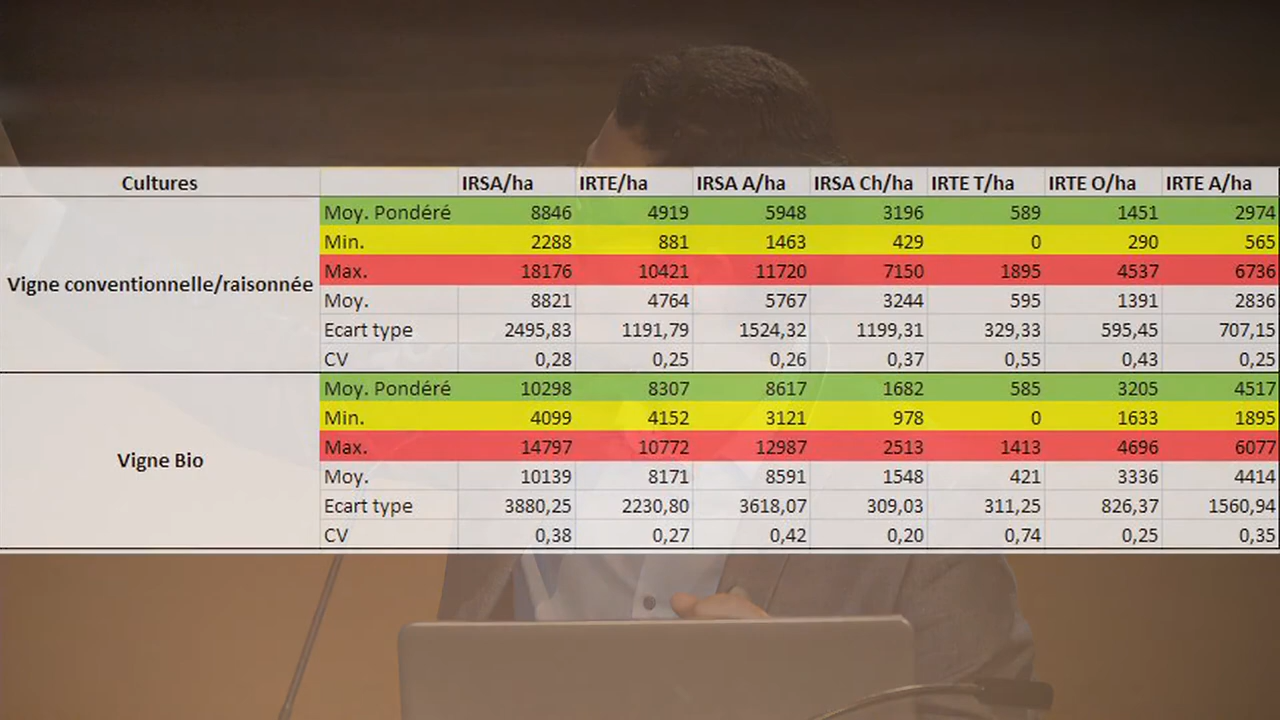 Cultures IRSA/ha IRTE/ha IRSA A/ha IRSA Ch/ha IRTE T/ha IRTE O/ha IRTE A/ha
Vigne conventionnelle/raisonnée
Moy. Pondéré 8846 4919 5948 3196 589 1451 2974
Min. 2288 881 1463 429 0 290 565
Max. 18176 10421 11720 7150 1895 4537 6736
Moy. 8821 4764 5767 3244 595 1391 2836
Ecart type 2495,83 1191,79 1524,32 1199,31 329,33 595,45 707,15
CV 0,28 0,25 0,26 0,37 0,55 0,43 0,25
Vigne Bio
Moy. Pondéré 10298 8307 8617 1682 585 3205 4517
Min. 4099 4152 3121 978 0 1633 1895
Max. 14797 10772 12987 2513 1413 4696 6077
Moy. 10139 8171 8591 1548 421 3336 4414
Ecart type 3880,25 2230,80 3618,07 309,03 311,25 826,37 1560,94
CV 0,38 0,27 0,42 0,20 0,74 0,25 0,35